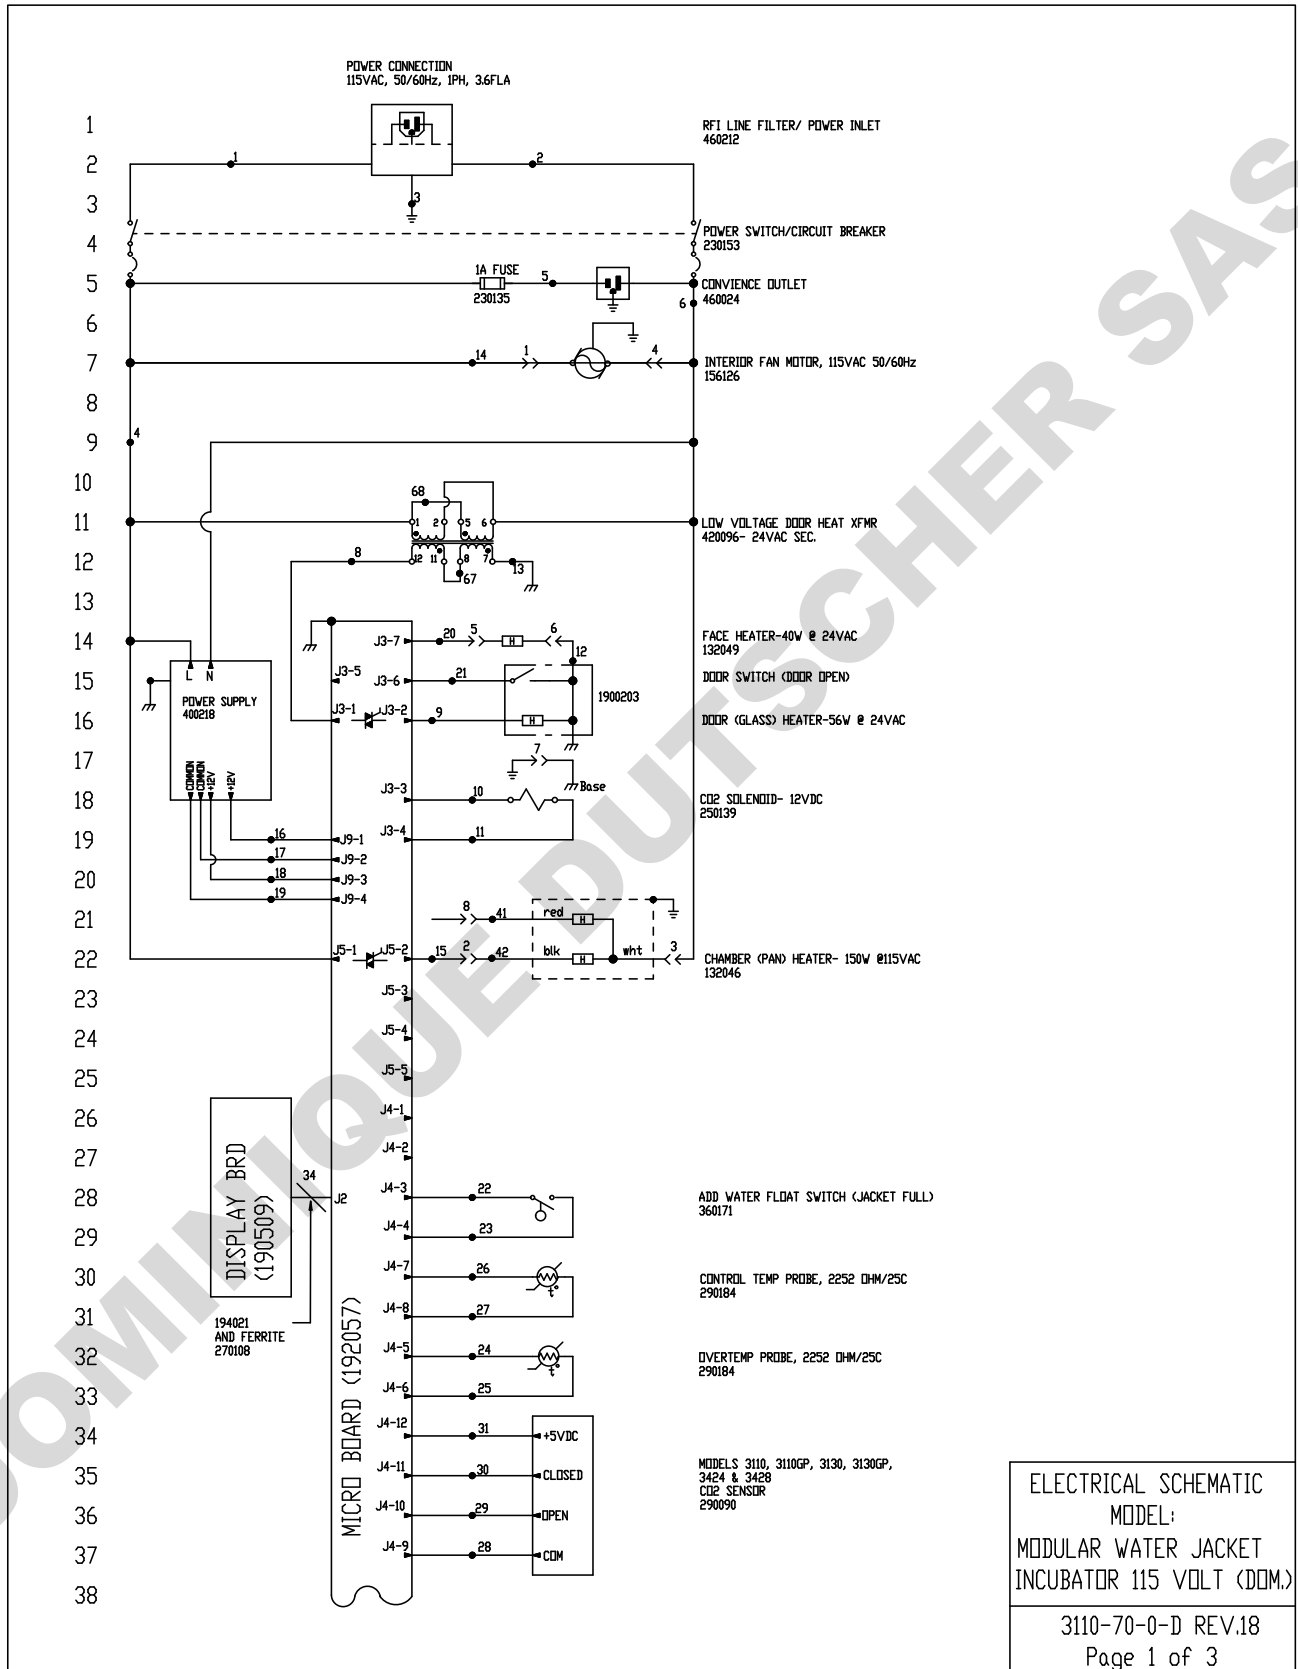 POWER CONNECTION
115VAC, 50/60Hz, 1PH, 3.6FLA
1
RFI LINE FILTER/ POWER INLET
460212
2
1
2
3
3
4
POWER SWITCH/CIRCUIT BREAKER
230153
5
1A FUSE
230135
5
CONVIENCE OUTLET
460024
6
6
7
14
1
4
INTERIOR FAN MOTOR, 115VAC 50/60Hz
156126
8
9
4
10
68
11
1
2
5
6
LOW VOLTAGE DOOR HEAT XFMR
420096- 24VAC SEC.
12
8
12
11
8
7
13
67
13
14
J3-7
20
5
H
6
FACE HEATER-40W @ 24VAC
132049
12
15
L
N
J3-5
J3-6
21
DOOR SWITCH (DOOR OPEN)
POWER SUPPLY
400218
1900203
16
J3-1
J3-2
9
H
DOOR (GLASS) HEATER-56W @ 24VAC
17
7
COMMON
COMMON
+12V
+12V
Base
18
J3-3
10
CO2 SOLENOID- 12VDC
250139
19
16
J9-1
J3-4
11
17
J9-2
20
18
J9-3
19
J9-4
21
8
41
red
H
22
J5-1
J5-2
15
2
42
blk
H
wht
3
CHAMBER (PAN) HEATER- 150W @115VAC
132046
23
J5-3
24
J5-4
25
J5-5
26
J4-1
27
J4-2
DISPLAY BRD
(190509)
28
34
J2
J4-3
22
ADD WATER FLOAT SWITCH (JACKET FULL)
360171
29
J4-4
23
30
J4-7
26
t°
CONTROL TEMP PROBE, 2252 OHM/25C
290184
31
194021
AND FERRITE
270108
J4-8
27
32
J4-5
24
t°
OVERTEMP PROBE, 2252 OHM/25C
290184
33
J4-6
25
MICRO BOARD (192057)
34
J4-12
31
+5VDC
35
J4-11
30
CLOSED
MODELS 3110, 3110GP, 3130, 3130GP,
3424 & 3428
CO2 SENSOR
290090
36
J4-10
29
OPEN
37
J4-9
28
COM
38
ELECTRICAL SCHEMATIC
MODEL:
MODULAR WATER JACKET
INCUBATOR 115 VOLT (DOM.)
3110-70-0-D REV.18
Page 1 of 3
DOMINIQUE DUTSCHER SAS